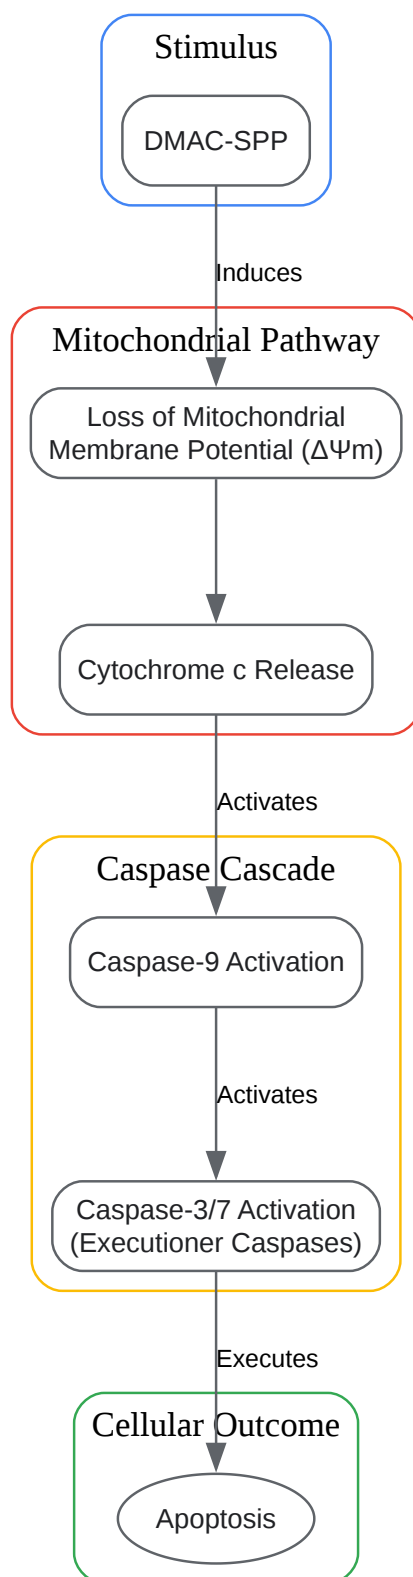 Stimulus
DMAC-SPP
Induces
Mitochondrial Pathway
Loss of Mitochondrial
Membrane Potential (ΔΨm)
Cytochrome c Release
Activates
Caspase Cascade
Caspase-9 Activation
Activates
Caspase-3/7 Activation
(Executioner Caspases)
Executes
Cellular Outcome
Apoptosis